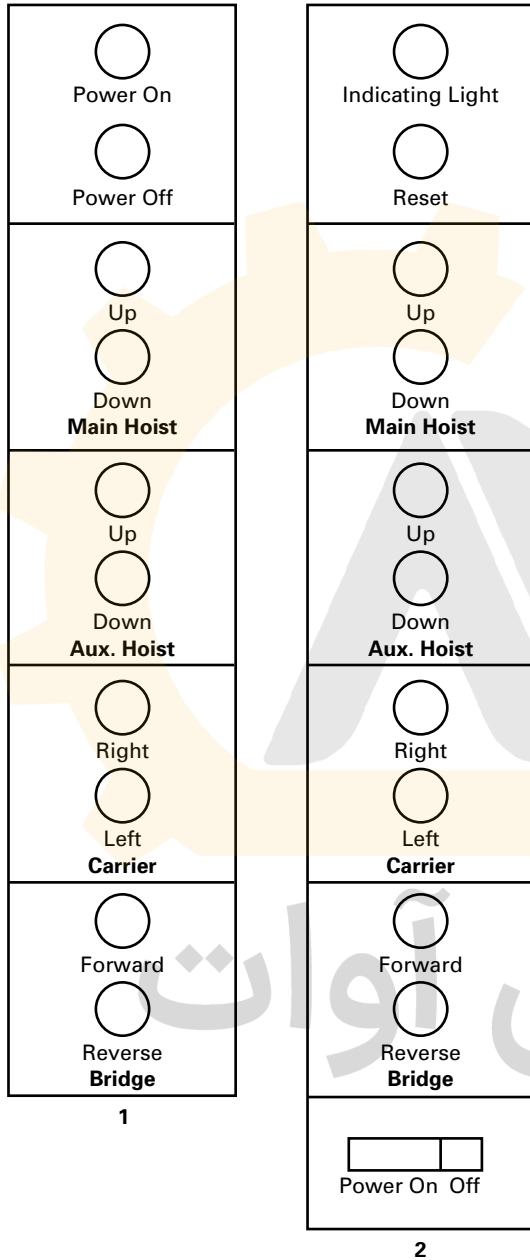 Power On
Power Off
Up
Down
Main Hoist
Up
Down
Aux. Hoist
Right
Left
Carrier
Forward
Reverse
Bridge
1
Indicating Light
Reset
Up
Down
Main Hoist
Up
Down
Aux. Hoist
Right
Left
Carrier
Forward
Reverse
Bridge
Power On Off
2
آوات